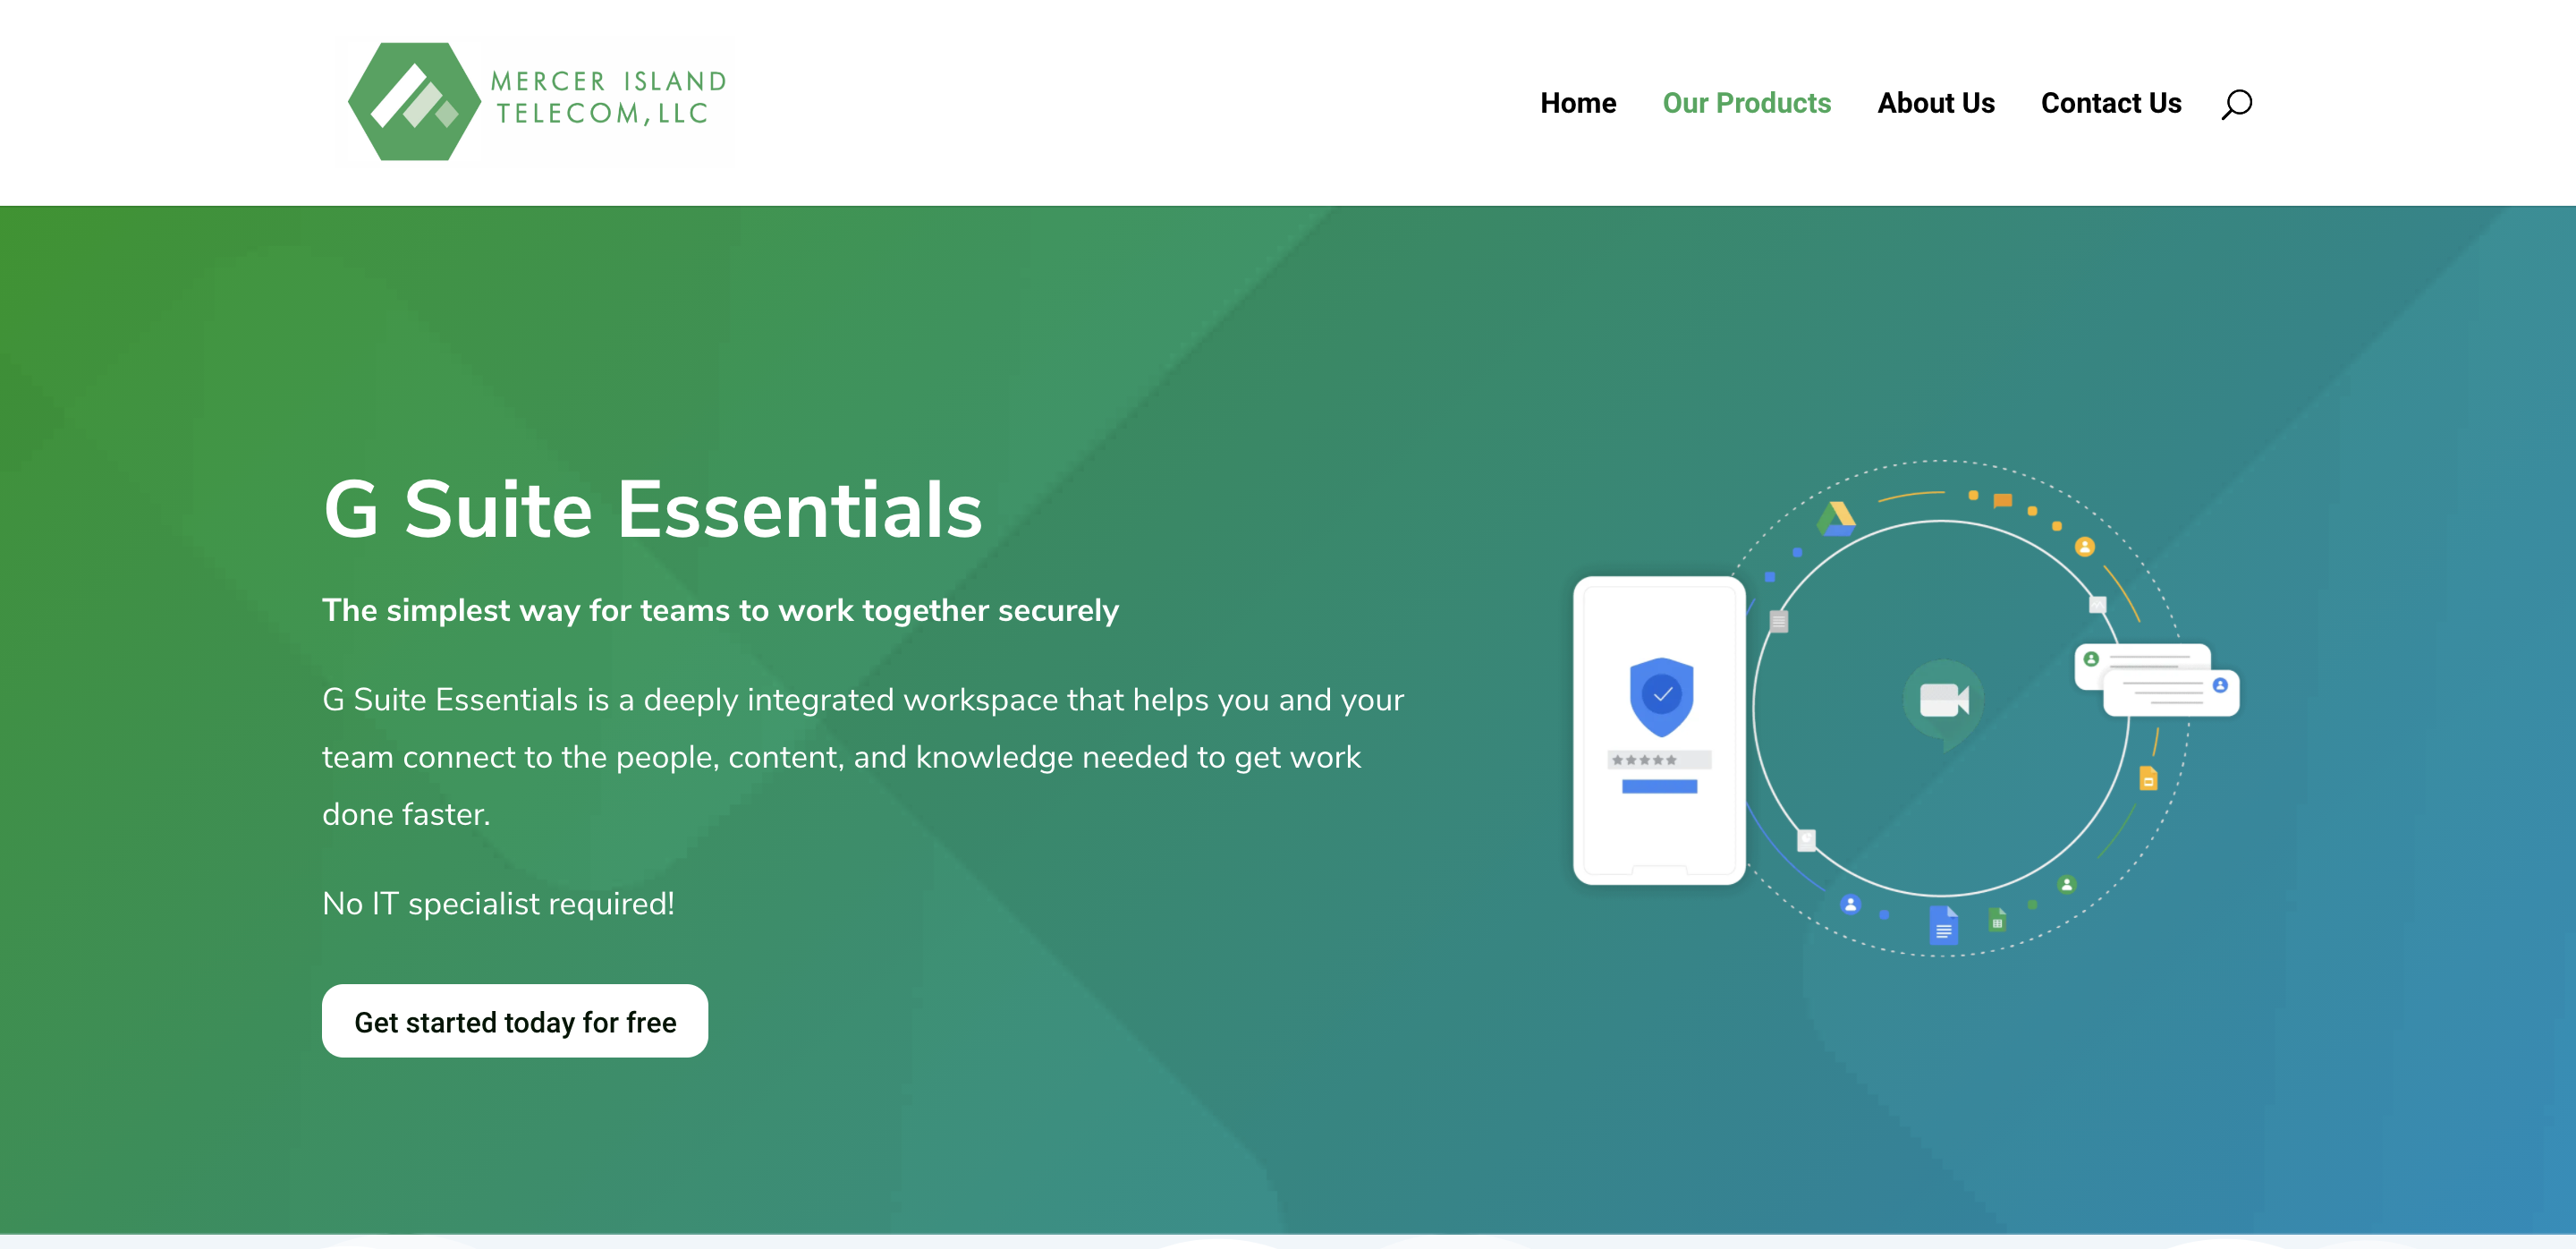 MERCER ISLAND
TELECOM, LLC
Home Our Products About Us Contact Us
G Suite Essentials
The simplest way for teams to work together securely
G Suite Essentials is a deeply integrated workspace that helps you and your
team connect to the people, content, and knowledge needed to get work
done faster.
No IT specialist required!
Get started today for free